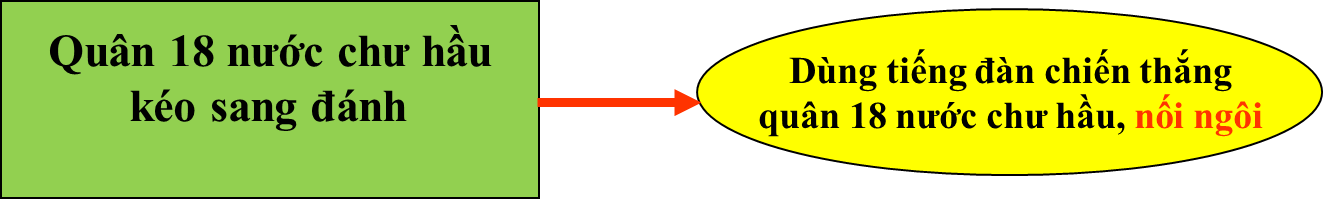 Quân 18 nước chư hầu
kéo sang đánh
Dùng tiếng đàn chiến thắng
quân 18 nước chư hầu, nối ngôi